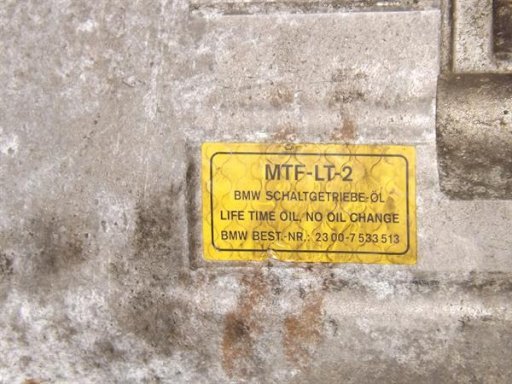 MTF-LT-2
BMW SCHALTGETRIEBE-ÖL
LIFE TIME OIL, NO OIL CHANGE
BMW BEST.-NR.: 23 00-7 533 513